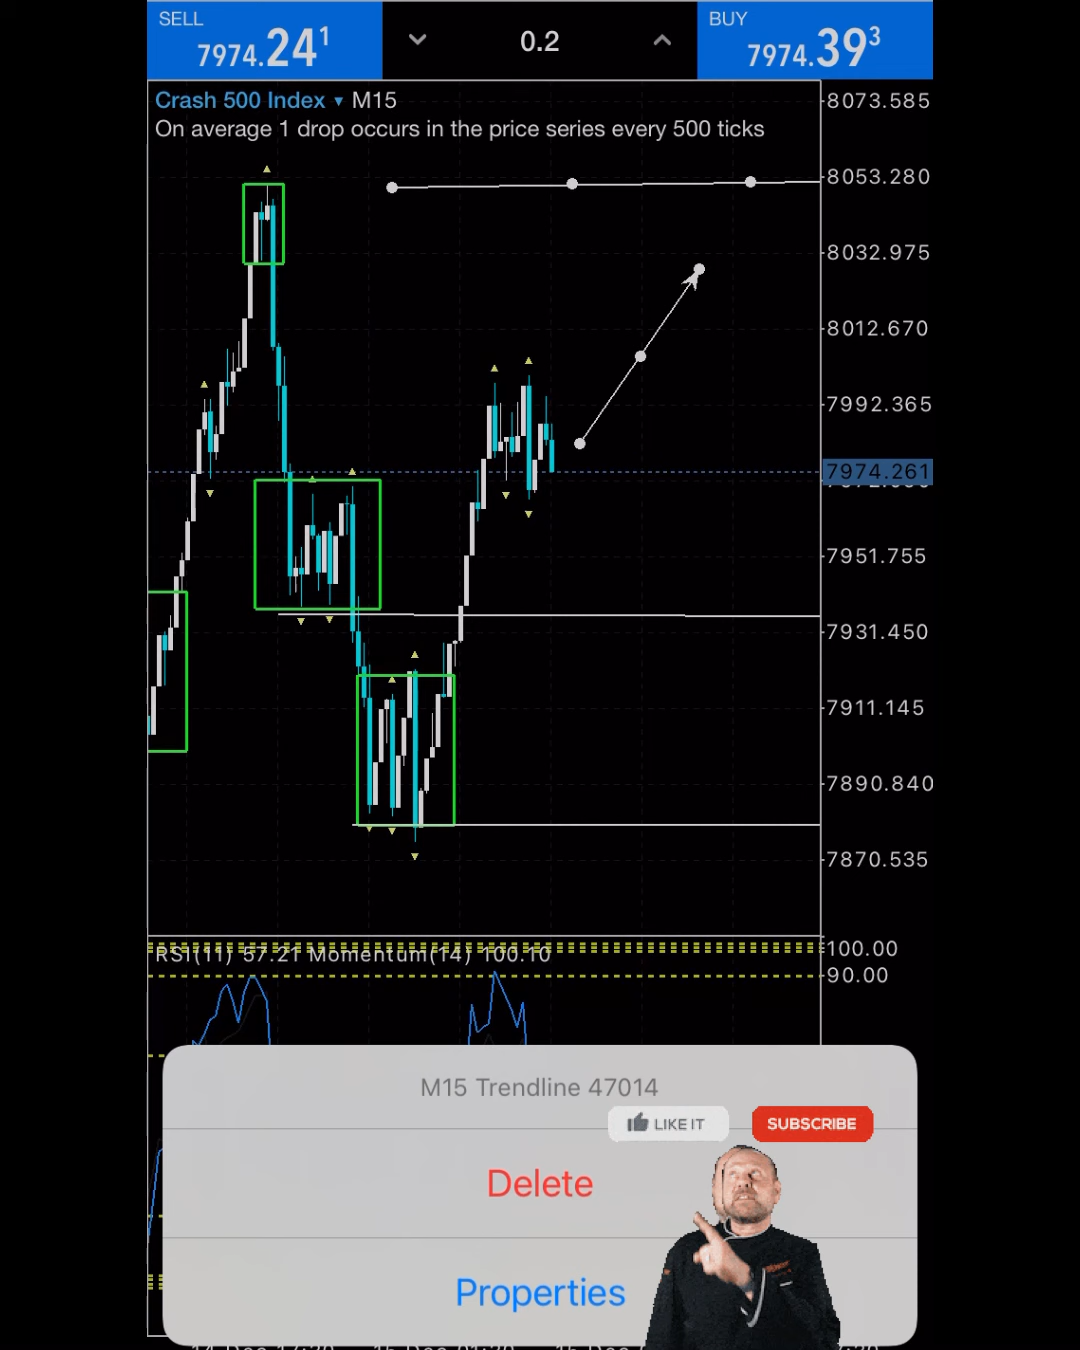 SELL
7974.24¹
0.2
BUY
7974.39³
Crash 500 Index ▾ M15
On average 1 drop occurs in the price series every 500 ticks
8073.585
8053.280
8032.975
8012.670
7992.365
7974.261
7951.755
7931.450
7911.145
7890.840
7870.535
RSI(11) 57.21 Momentum(14) 100.10
100.00
90.00
M15 Trendline 47014
LIKE IT
SUBSCRIBE
Delete
Properties